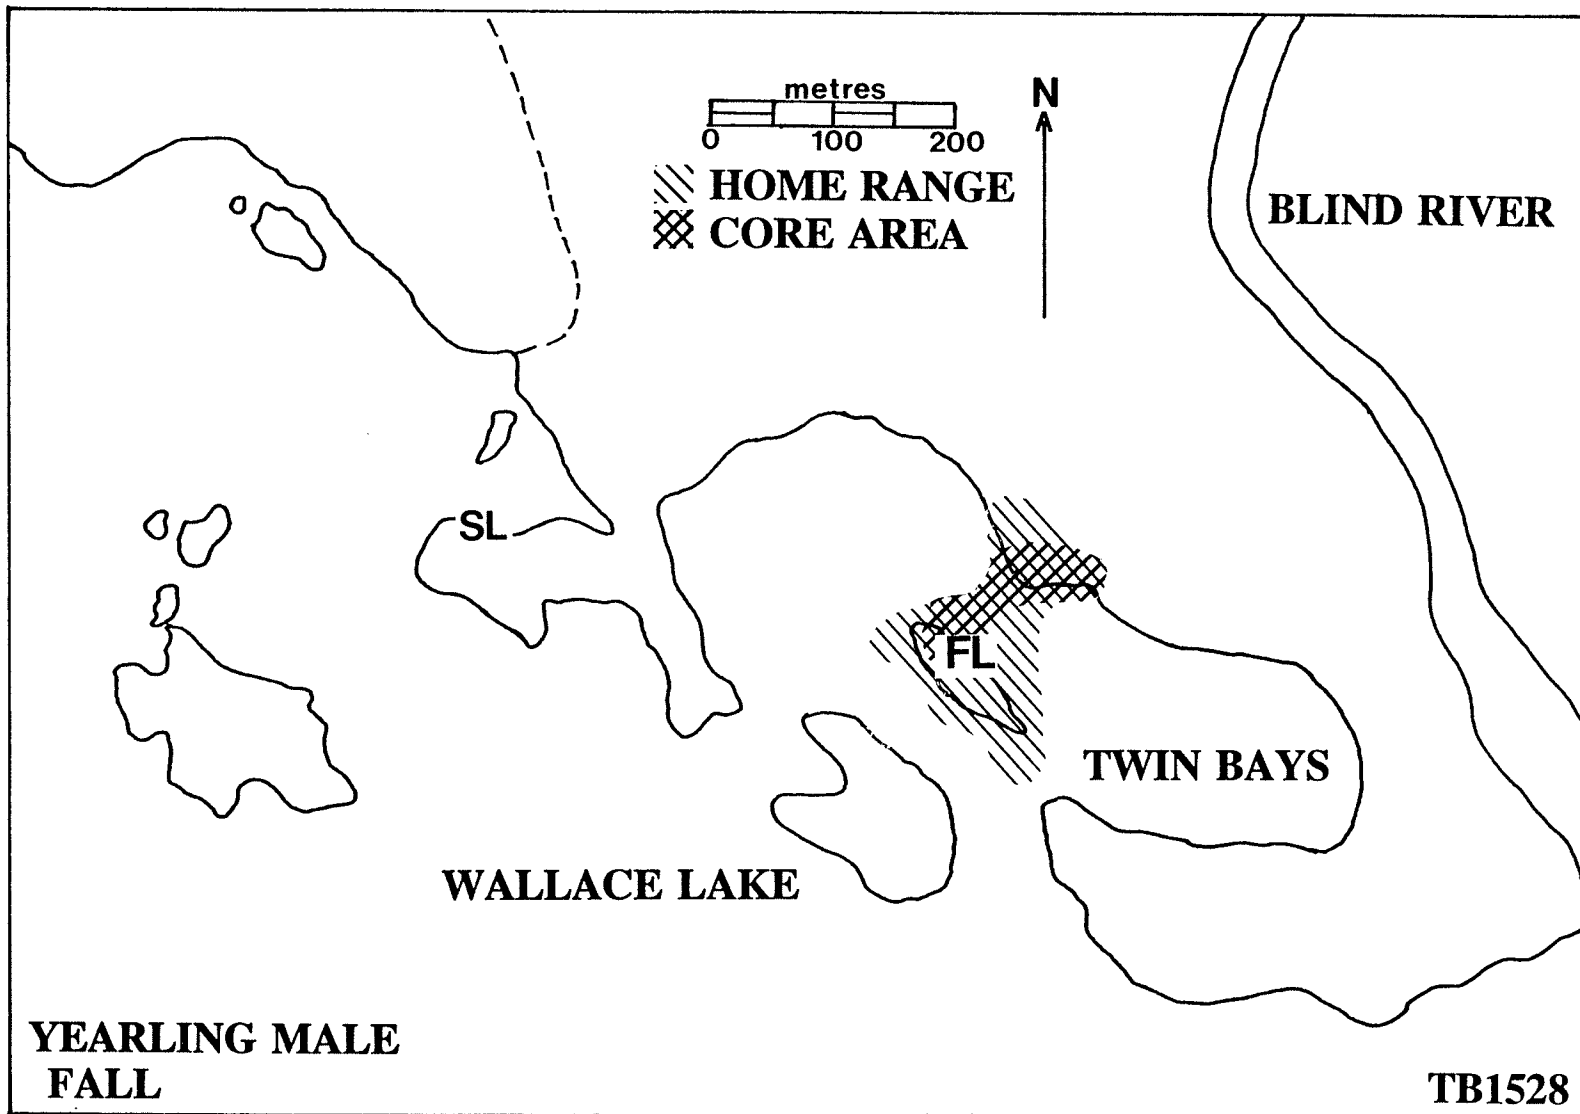 metres
0 100 200
N
HOME RANGE
CORE AREA
BLIND RIVER
SL
FL
TWIN BAYS
WALLACE LAKE
YEARLING MALE
FALL
TB1528